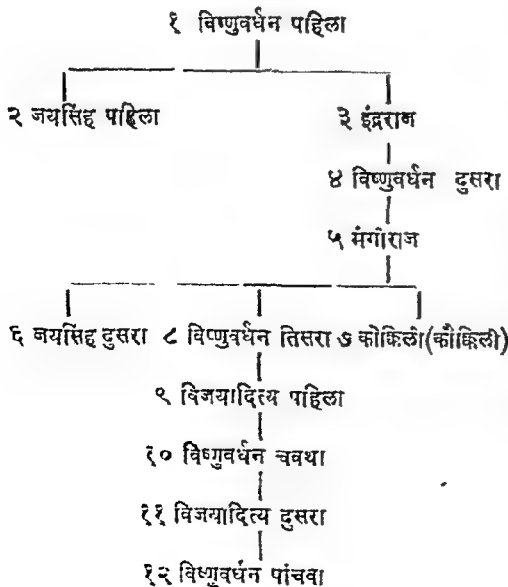 १ विष्णुवर्धन पहिला
२ जयसिंह पहिला ३ इंद्रराज
४ विष्णुवर्धन दुसरा
५ मंगीराज
६ जयसिंह दुसरा ८ विष्णुवर्धन तिसरा ७ कोक्किली (कौक्किली)
९ विजयादित्य पहिला
१० विष्णुवर्धन चवथा
११ विजयादित्य दुसरा
१२ विष्णुवर्धन पांचवा